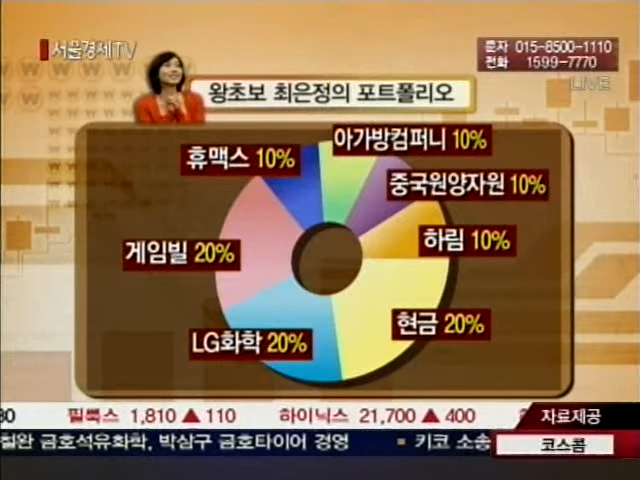 서울경제TV
문자 015-8500-1110
전화 1599-7770
LIVE
왕초보 최은정의 포트폴리오
아가방컴퍼니 10%
휴맥스 10%
중국원양자원 10%
하림 10%
게임빌 20%
현금 20%
LG화학 20%
필룩스 1,810 ▲ 110 하이닉스 21,700 ▲ 400
자료제공
철완 금호석유화학, 박삼구 금호타이어 경영 ▪ 키코 소송
코스콤